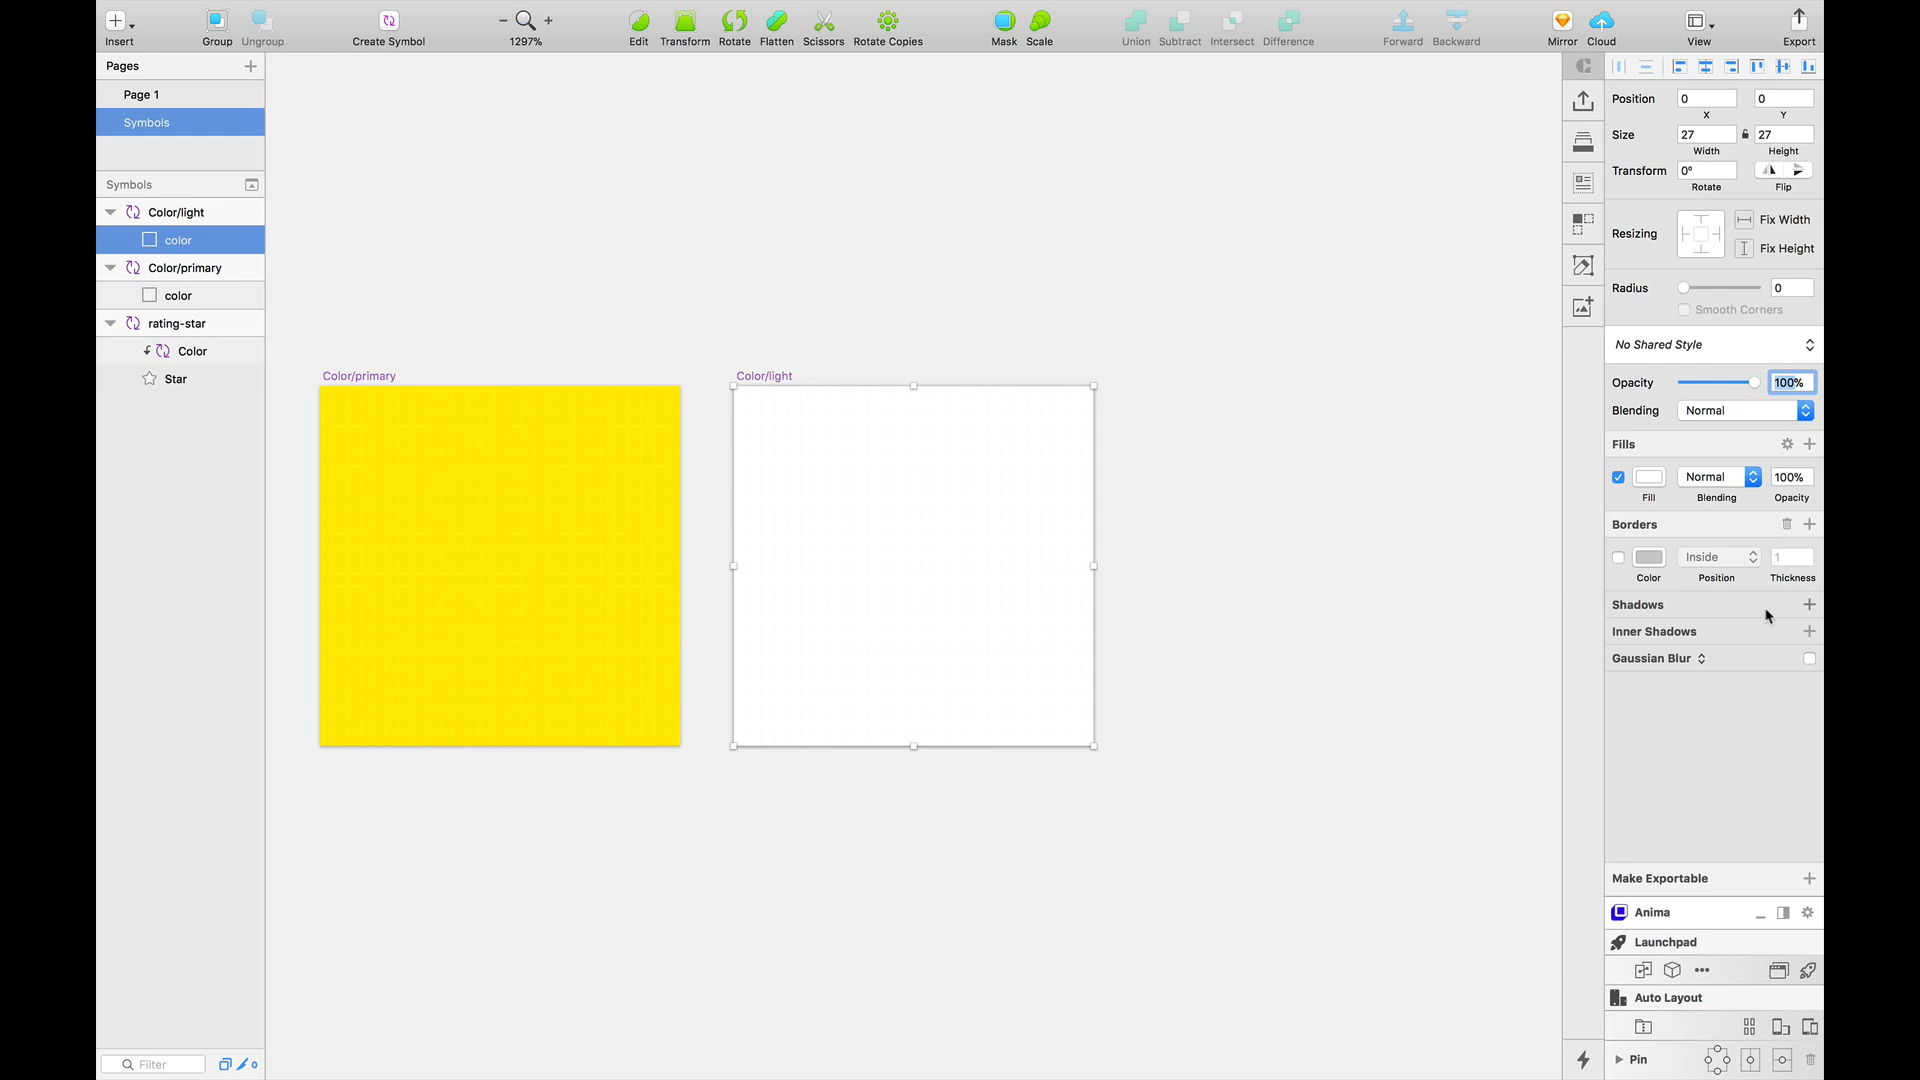 Insert
Group
Ungroup
Create Symbol
1297%
Edit
Transform
Rotate
Flatten
Scissors
Rotate Copies
Mask
Scale
Union
Subtract
Intersect
Difference
Forward
Backward
Mirror
Cloud
View
Export
Pages
Page 1
Symbols
Symbols
Color/light
color
Color/primary
color
rating-star
Color
Star
Filter
0
Color/primary
Color/light
Position
0
0
X
Y
Size
27
27
Width
Height
Transform
0°
Rotate
Flip
Resizing
Fix Width
Fix Height
Radius
0
Smooth Corners
No Shared Style
Opacity
100%
Blending
Normal
Fills
Normal
100%
Fill
Blending
Opacity
Borders
Inside
1
Color
Position
Thickness
Shadows
Inner Shadows
Gaussian Blur
Make Exportable
Anima
Launchpad
Auto Layout
Pin